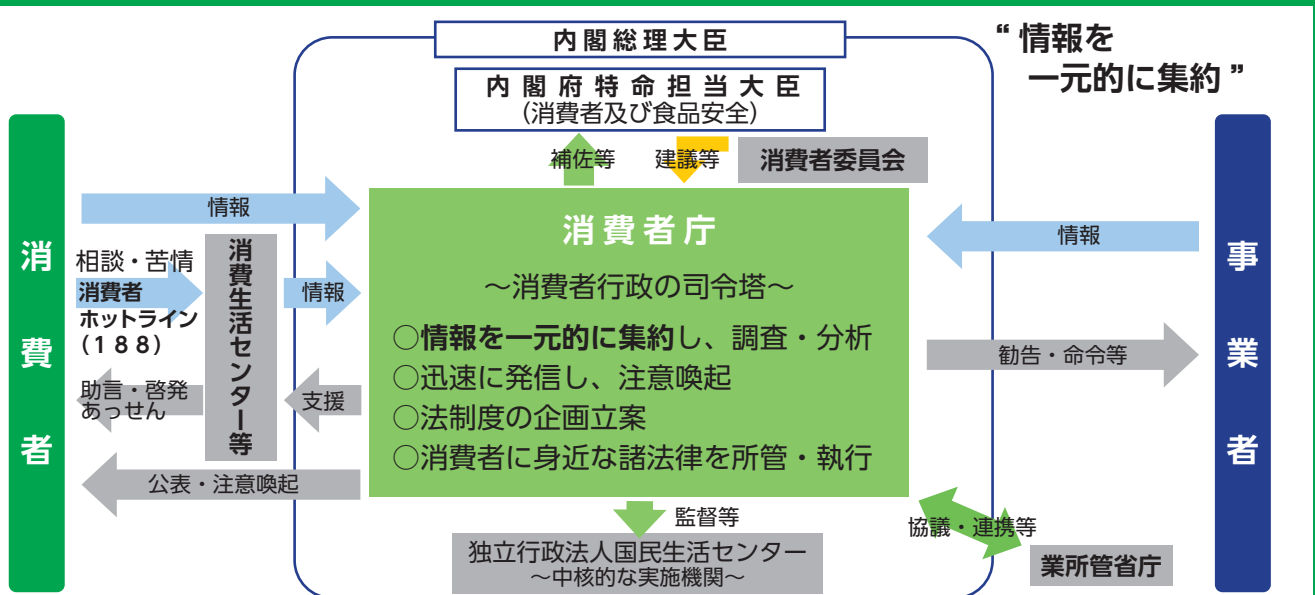 内閣総理大臣
“ 情報を
一元的に集約 ”
内閣府特命担当大臣
（消費者及び食品安全）
補佐等
建議等
消費者委員会
消費者
情報
相談・苦情
消費者
ホットライン
(１８８)
助言・啓発
あっせん
消費生活センター等
情報
支援
公表・注意喚起
消費者庁
～消費者行政の司令塔～
○情報を一元的に集約し、調査・分析
○迅速に発信し、注意喚起
○法制度の企画立案
○消費者に身近な諸法律を所管・執行
情報
勧告・命令等
事業者
監督等
協議・連携等
独立行政法人国民生活センター
～中核的な実施機関～
業所管省庁